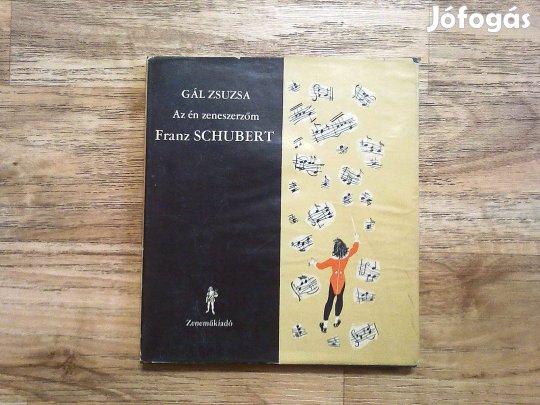 Jófogás
GÁL ZSUZSA
Az én zeneszerzőm
Franz SCHUBERT
Zeneműkiadó